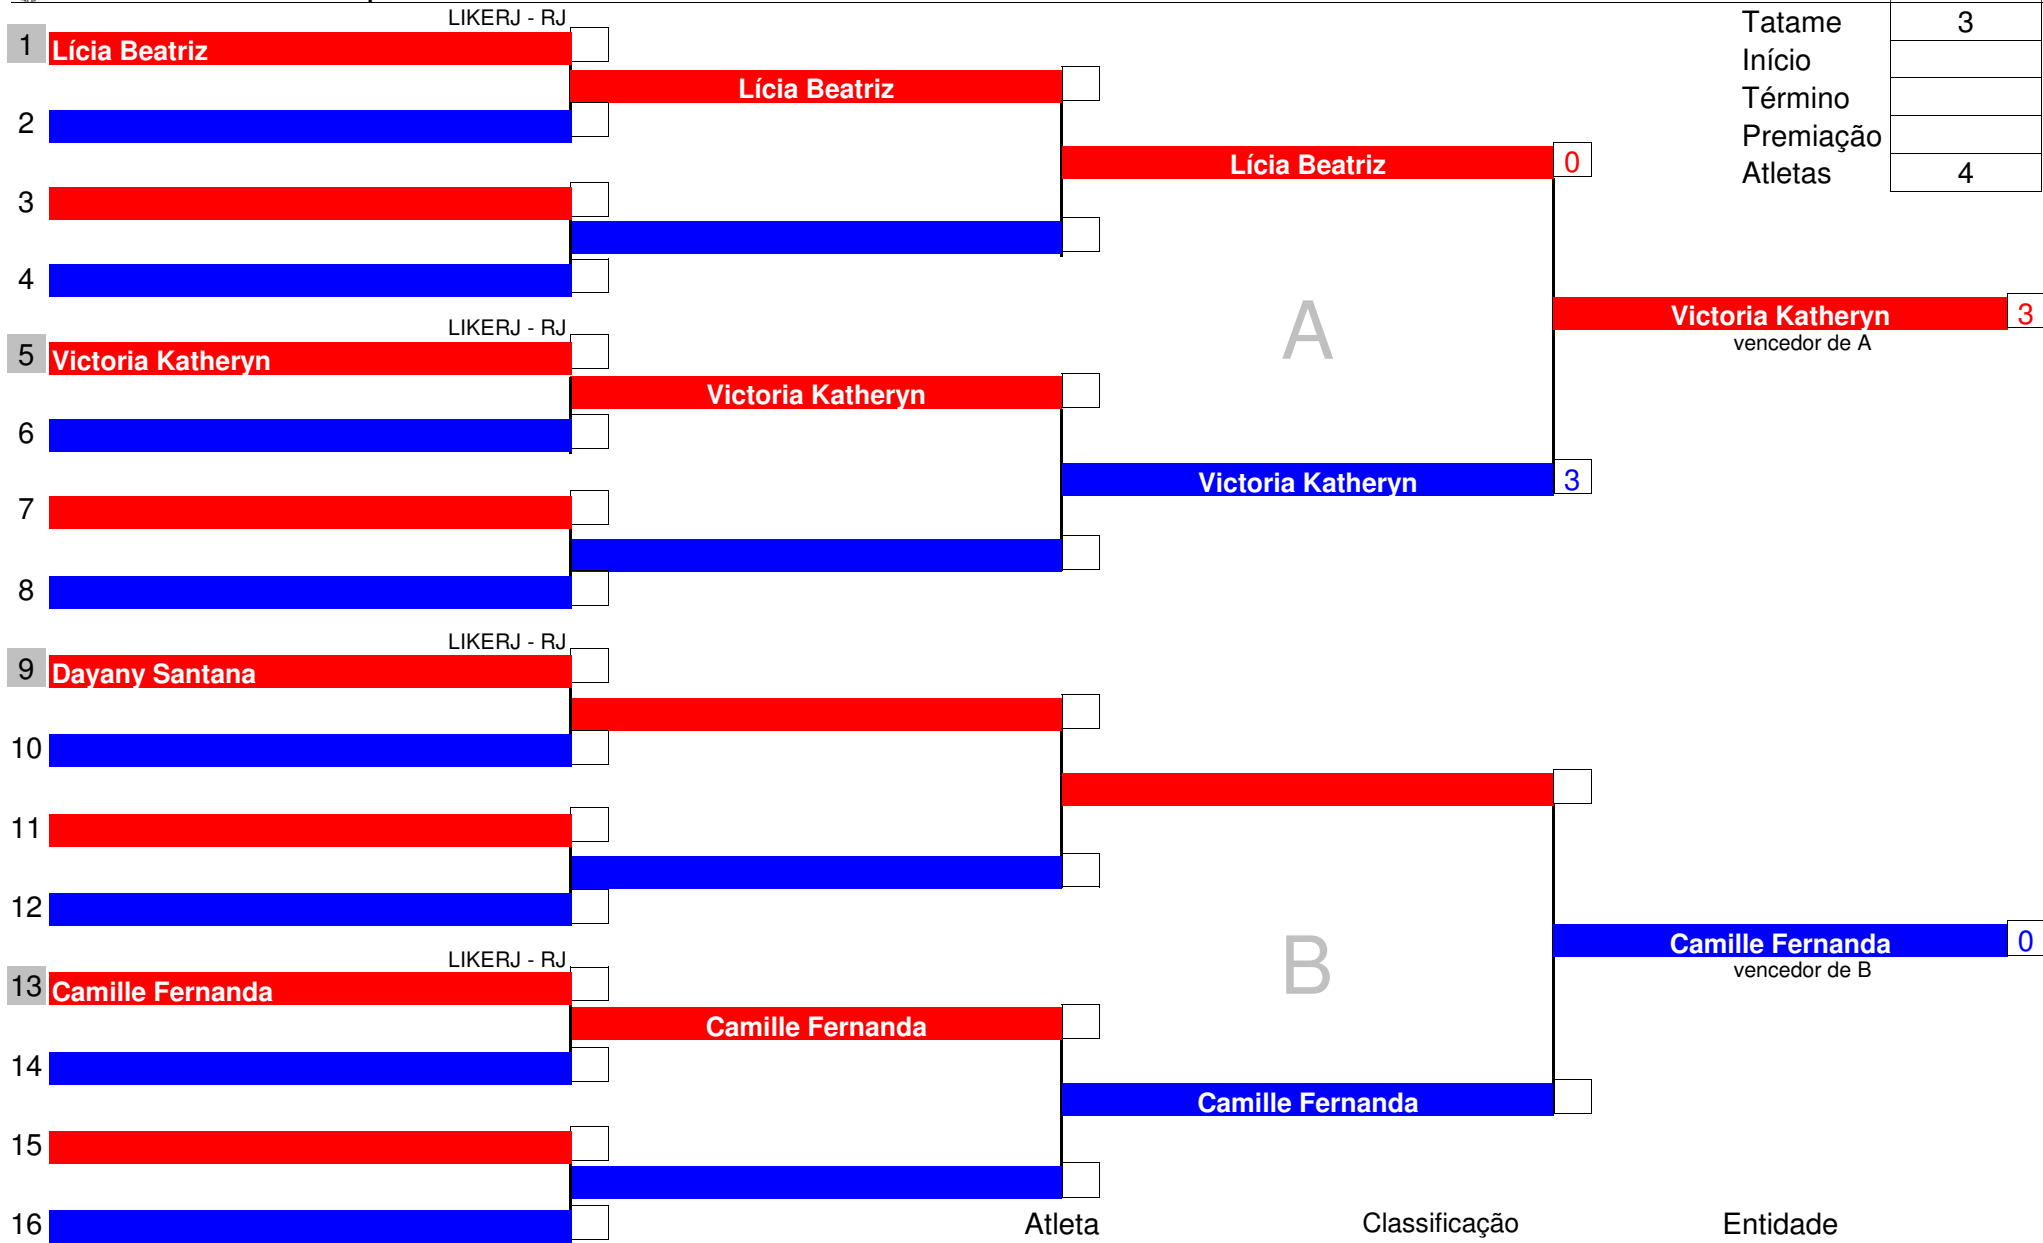 LIKERJ - RJ
Tatame 3
1 Lícia Beatriz
Início
Lícia Beatriz
Término
2
Premiação
Lícia Beatriz 0
Atletas 4
3
4
A
Victoria Katheryn 3
LIKERJ - RJ
vencedor de A
5 Victoria Katheryn
Victoria Katheryn
6
Victoria Katheryn 3
7
8
LIKERJ - RJ
9 Dayany Santana
10
11
12
Camille Fernanda 0
LIKERJ - RJ
B
vencedor de B
13 Camille Fernanda
Camille Fernanda
14
Camille Fernanda
15
16
Atleta Classificação Entidade